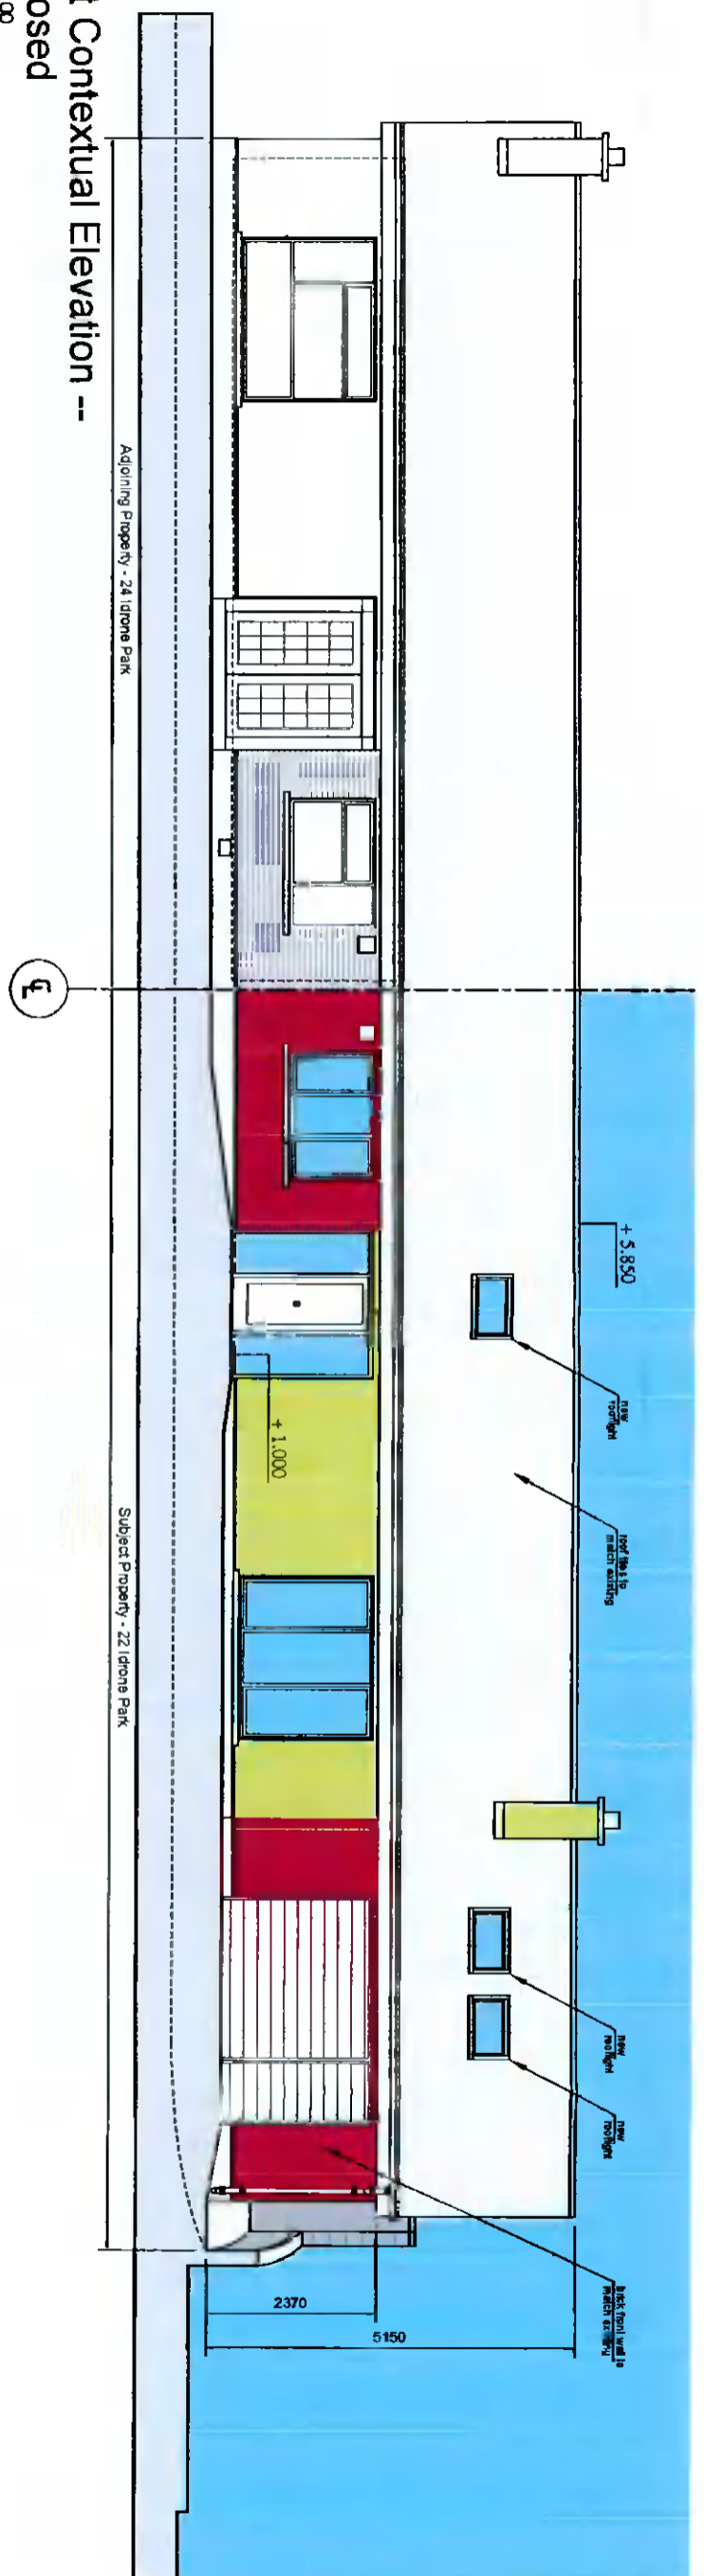 t Contextual Elevation --
osed
Adjoining Property - 24 Idrone Park
Subject Property - 22 Idrone Park
+ 5.850
+ 1.000
new
rooflight
roof tiles to
match existing
new
rooflight
new
rooflight
brick front wall to
match existing
2370
5150